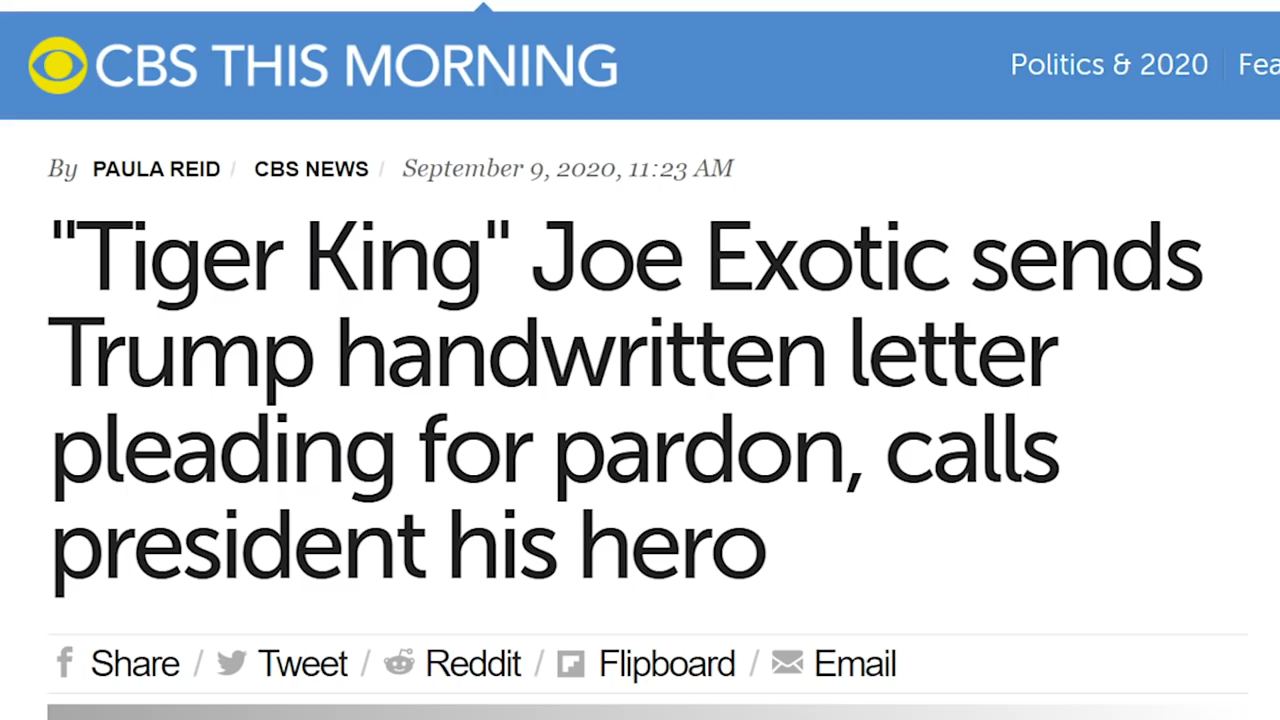 CBS THIS MORNING
Politics & 2020
Fea
By PAULA REID / CBS NEWS / September 9, 2020, 11:23 AM
"Tiger King" Joe Exotic sends
Trump handwritten letter
pleading for pardon, calls
president his hero
Share / Tweet / Reddit / Flipboard / Email